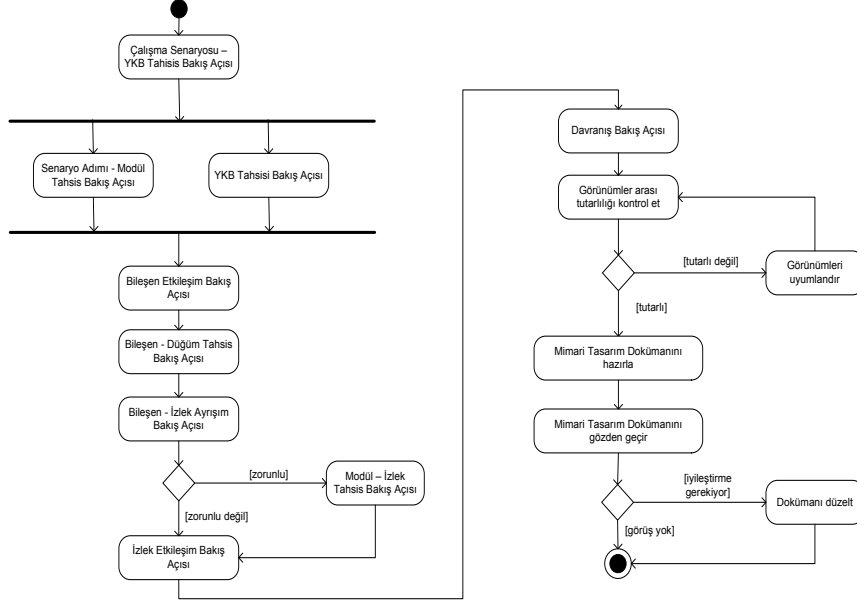 Çalışma Senaryosu –
YKB Tahisis Bakış Açısı
Senaryo Adımı - Modül
Tahsis Bakış Açısı
YKB Tahsisi Bakış Açısı
Bileşen Etkileşim Bakış
Açısı
Bileşen - Düğüm Tahsis
Bakış Açısı
Bileşen - İzlek Ayrışım
Bakış Açısı
[zorunlu]
Modül – İzlek
Tahsis Bakış Açısı
[zorunlu değil]
İzlek Etkileşim Bakış
Açısı
Davranış Bakış Açısı
Görünümler arası
tutarlılığı kontrol et
[tutarlı değil]
Görünümleri
uyumlandır
[tutarlı]
Mimari Tasarım Dokümanını
hazırla
Mimari Tasarım Dokümanını
gözden geçir
[iyileştirme
gerekiyor]
Dokümanı düzelt
[görüş yok]